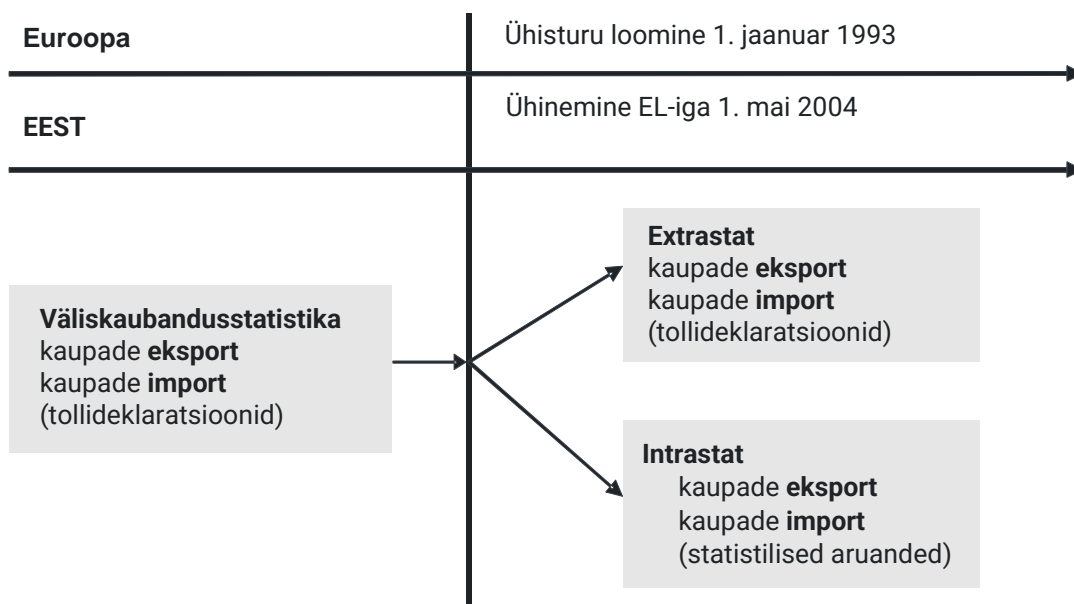 Euroopa
Ühisturu loomine 1. jaanuar 1993
EEST
Ühinemine EL-iga 1. mai 2004
Väliskaubandusstatistika
kaupade eksport
kaupade import
(tollideklaratsioonid)
Extrastat
kaupade eksport
kaupade import
(tollideklaratsioonid)
Intrastat
kaupade eksport
kaupade import
(statistilised aruanded)